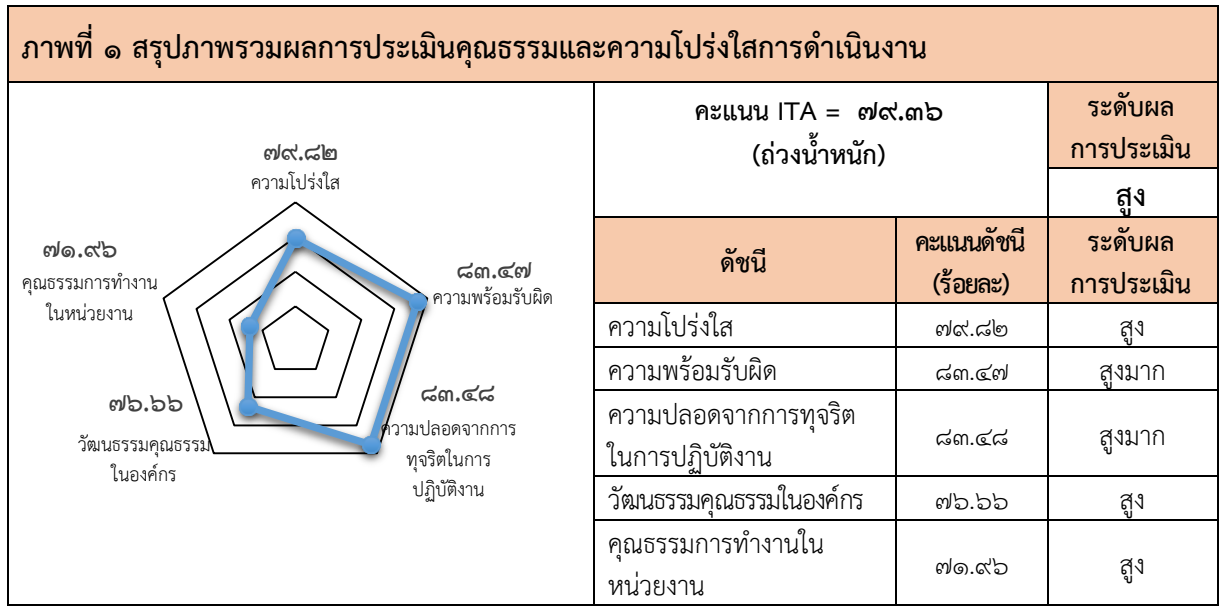 ภาพที่ ๑ สรุปภาพรวมผลการประเมินคุณธรรมและความโปร่งใสการดำเนินงาน
๗๙.๘๒
ความโปร่งใส
๘๓.๔๗
ความพร้อมรับผิด
๘๓.๔๘
ความปลอดจากการ
ทุจริตในการ
ปฏิบัติงาน
๗๖.๖๖
วัฒนธรรมคุณธรรม
ในองค์กร
๗๑.๙๖
คุณธรรมการทำงาน
ในหน่วยงาน
คะแนน ITA = ๗๙.๓๖
(ถ่วงน้ำหนัก)
ระดับผล
การประเมิน
สูง
ดัชนี
คะแนนดัชนี
(ร้อยละ)
ระดับผล
การประเมิน
ความโปร่งใส ๗๙.๘๒ สูง
ความพร้อมรับผิด ๘๓.๔๗ สูงมาก
ความปลอดจากการทุจริต
ในการปฏิบัติงาน
๘๓.๔๘ สูงมาก
วัฒนธรรมคุณธรรมในองค์กร ๗๖.๖๖ สูง
คุณธรรมการทำงานใน
หน่วยงาน
๗๑.๙๖ สูง